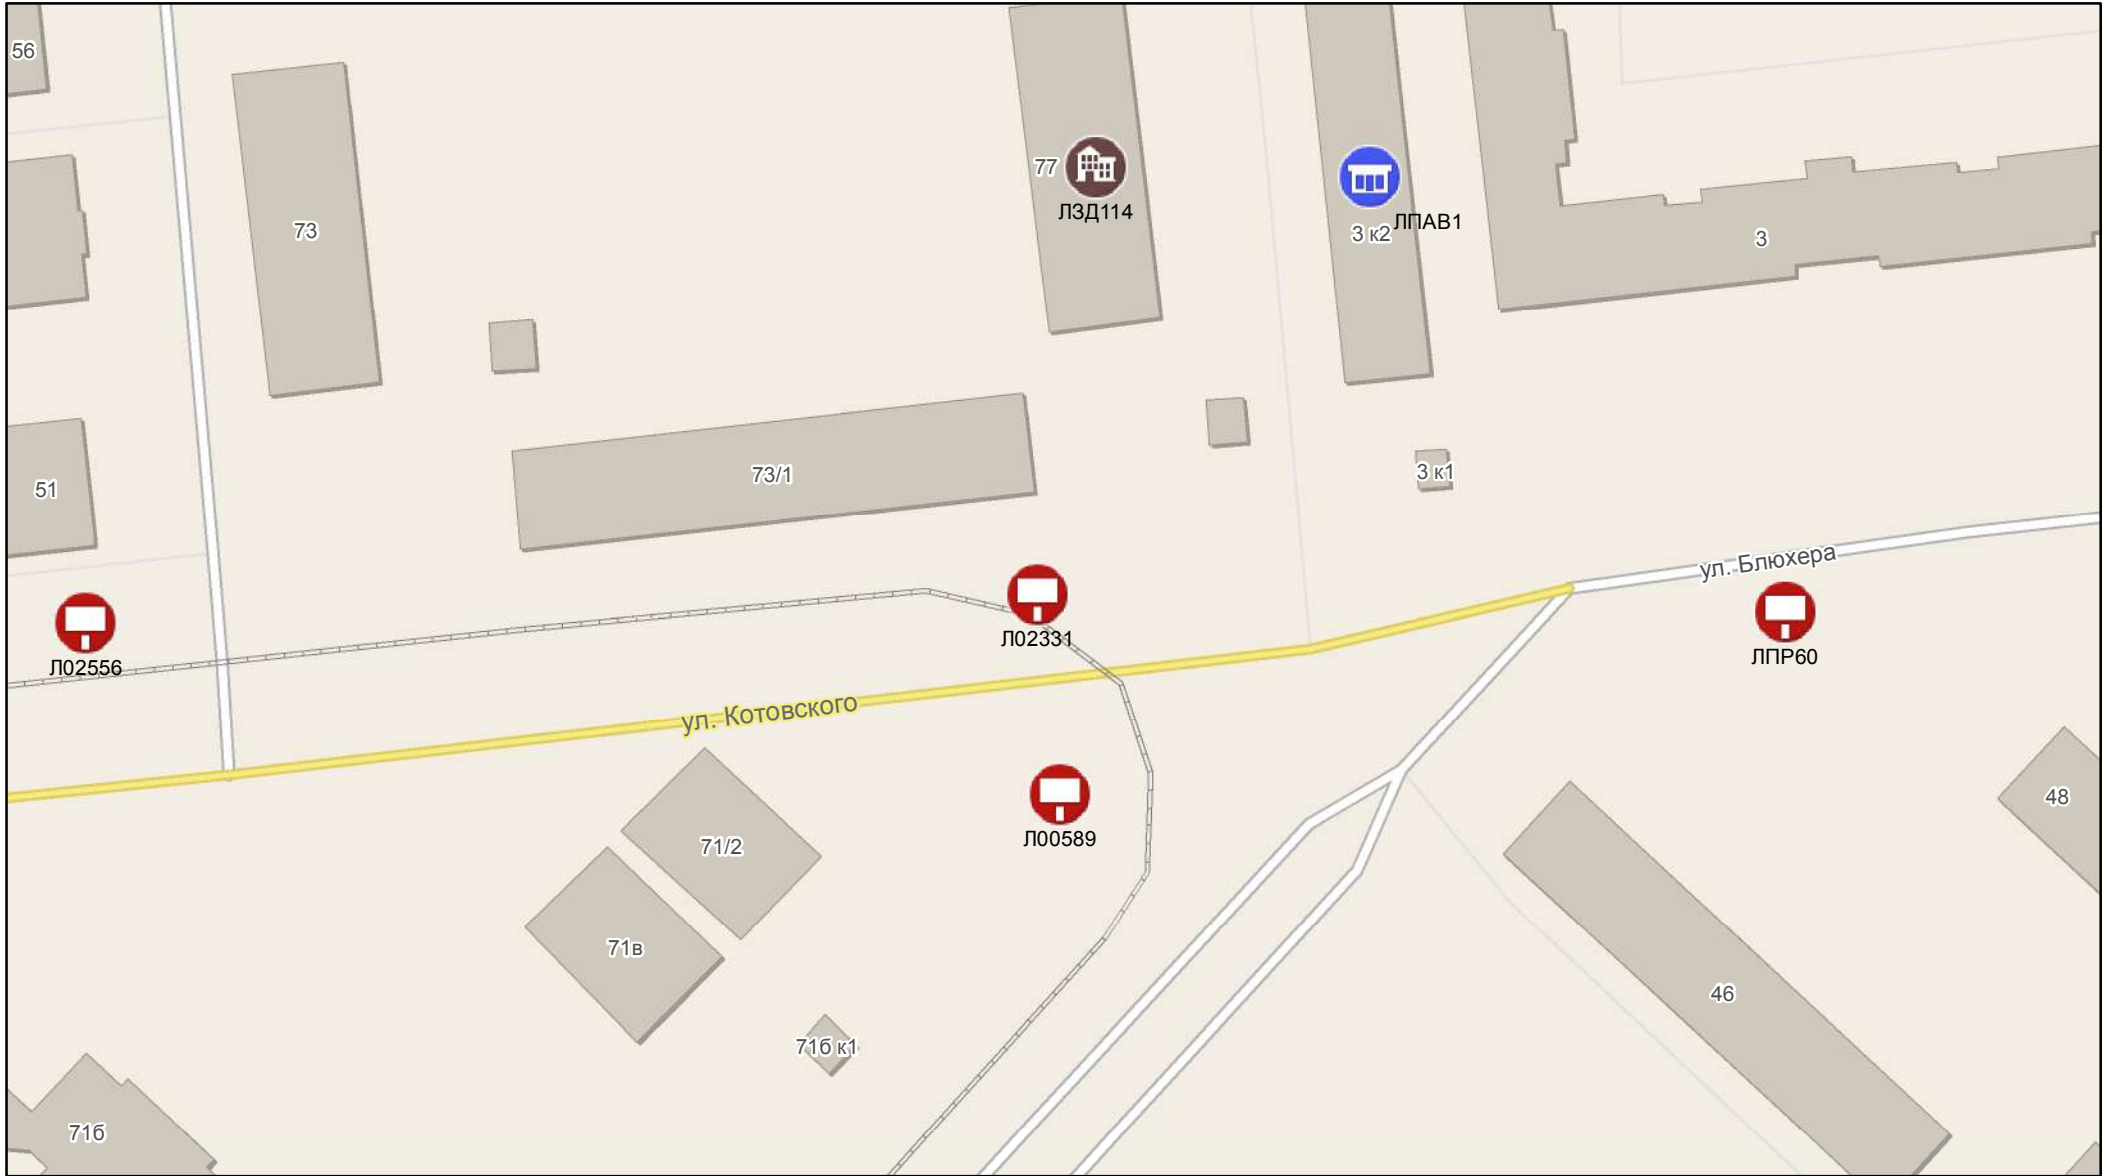 56
77
ЛЗД114
73
3 к2
ЛПАВ1
3
73/1
3 к1
51
ул. Блюхера
Л02556
Л02331
ЛПР60
ул. Котовского
48
71/2
Л00589
71в
46
71б к1
71б